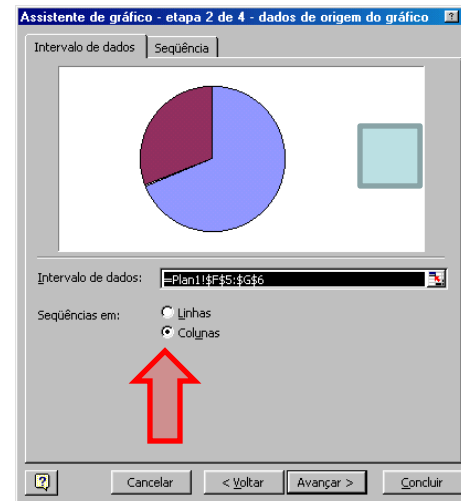 Assistente de gráfico - etapa 2 de 4 - dados de origem do gráfico ?
Intervalo de dados Seqüência
Intervalo de dados: =Plan1!$F$5:$G$6
Seqüências em: Linhas
Colunas
? Cancelar < Voltar Avançar > Concluir